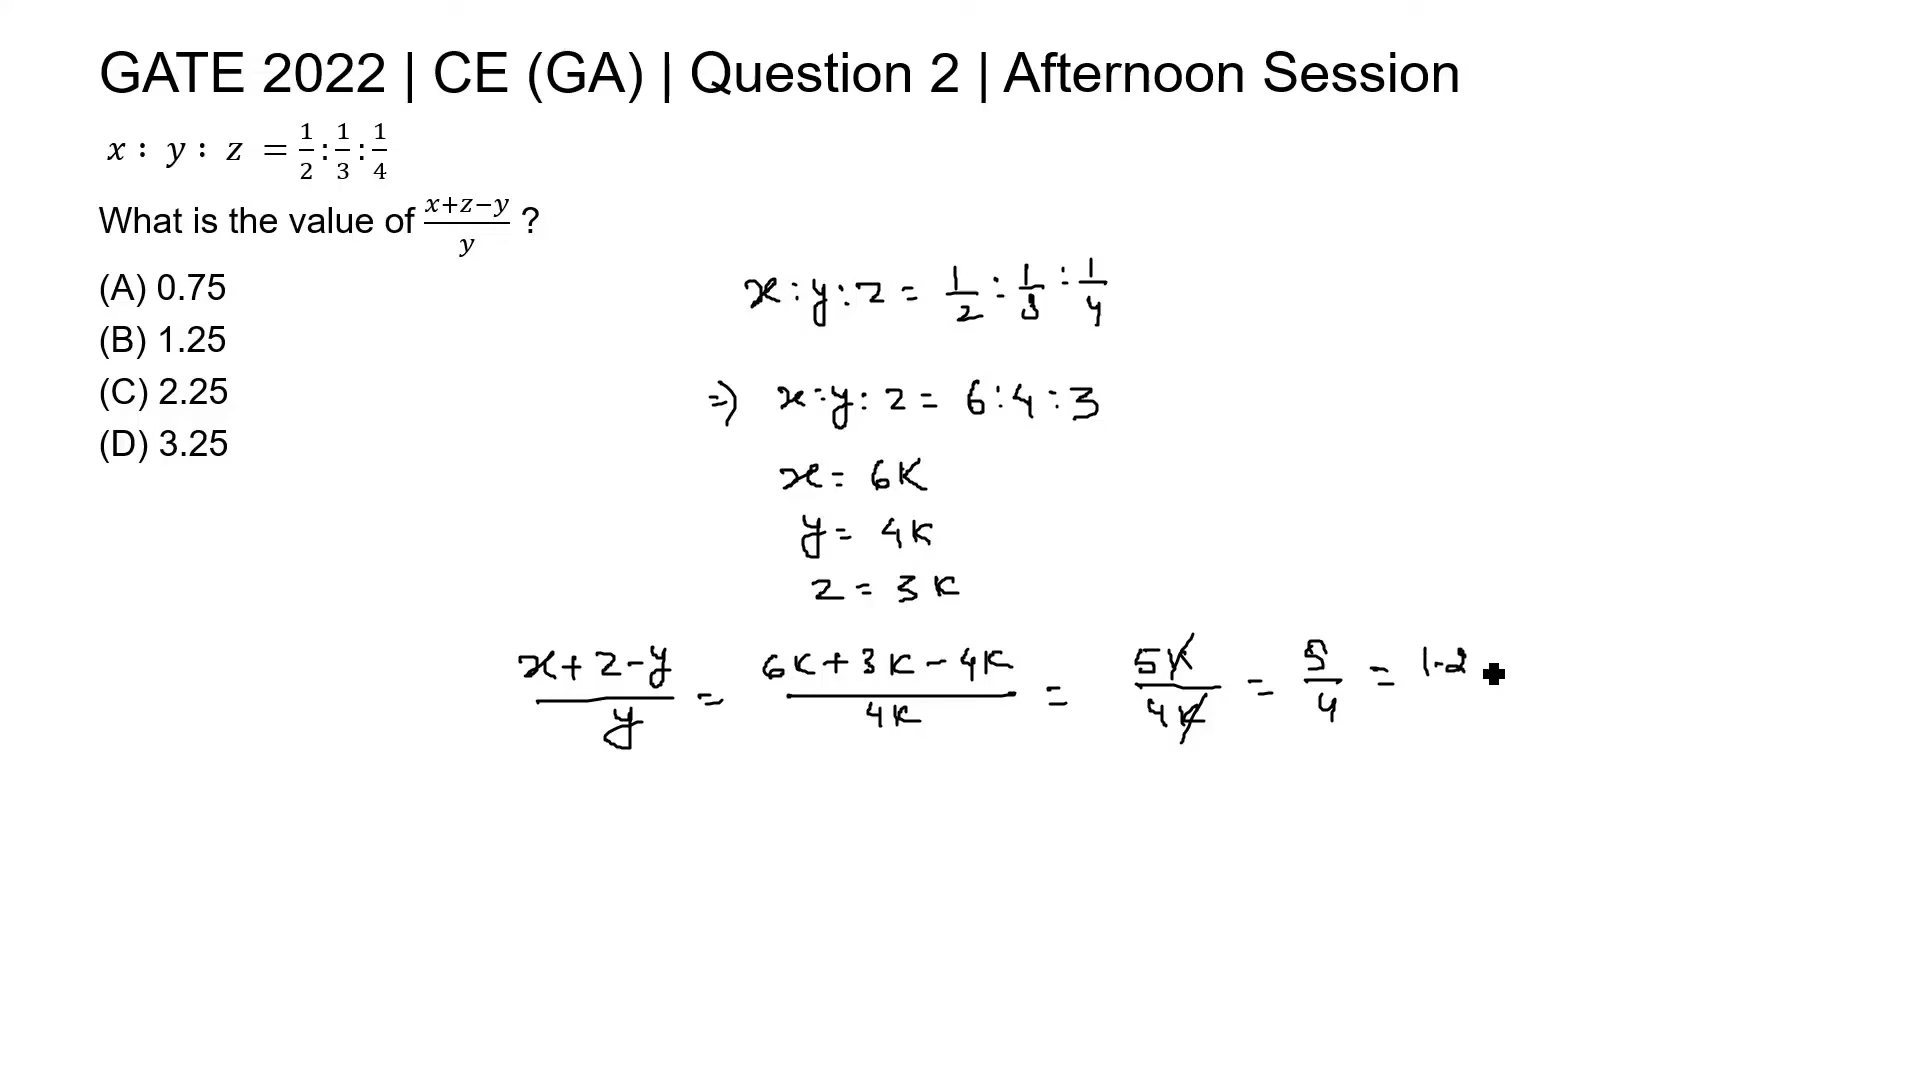 GATE 2022 | CE (GA) | Question 2 | Afternoon Session
x : y : z = 1/2 : 1/3 : 1/4
What is the value of (x+z−y)/y ?
(A) 0.75
(B) 1.25
(C) 2.25
(D) 3.25
x : y : z = 1/2 : 1/3 : 1/4
⇒ x : y : z = 6 : 4 : 3
x = 6K
y = 4K
z = 3K
(x+z−y)/y = (6K+3K−4K)/4K = 5K/4K = 5/4 = 1.2